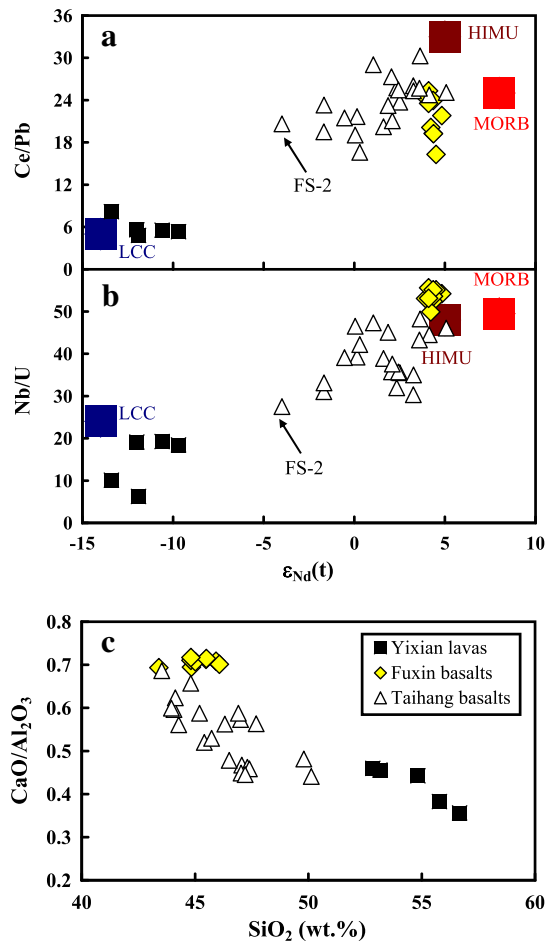 36
30
24
18
12
6
0
Ce/Pb
a
HIMU
MORB
FS-2
LCC
50
40
30
20
10
0
Nb/U
b
MORB
HIMU
LCC
FS-2
-15 -10 -5 0 5 10
εNd(t)
0.8
0.7
0.6
0.5
0.4
0.3
0.2
CaO/Al₂O₃
c
Yixian lavas
Fuxin basalts
Taihang basalts
40 45 50 55 60
SiO₂ (wt.%)